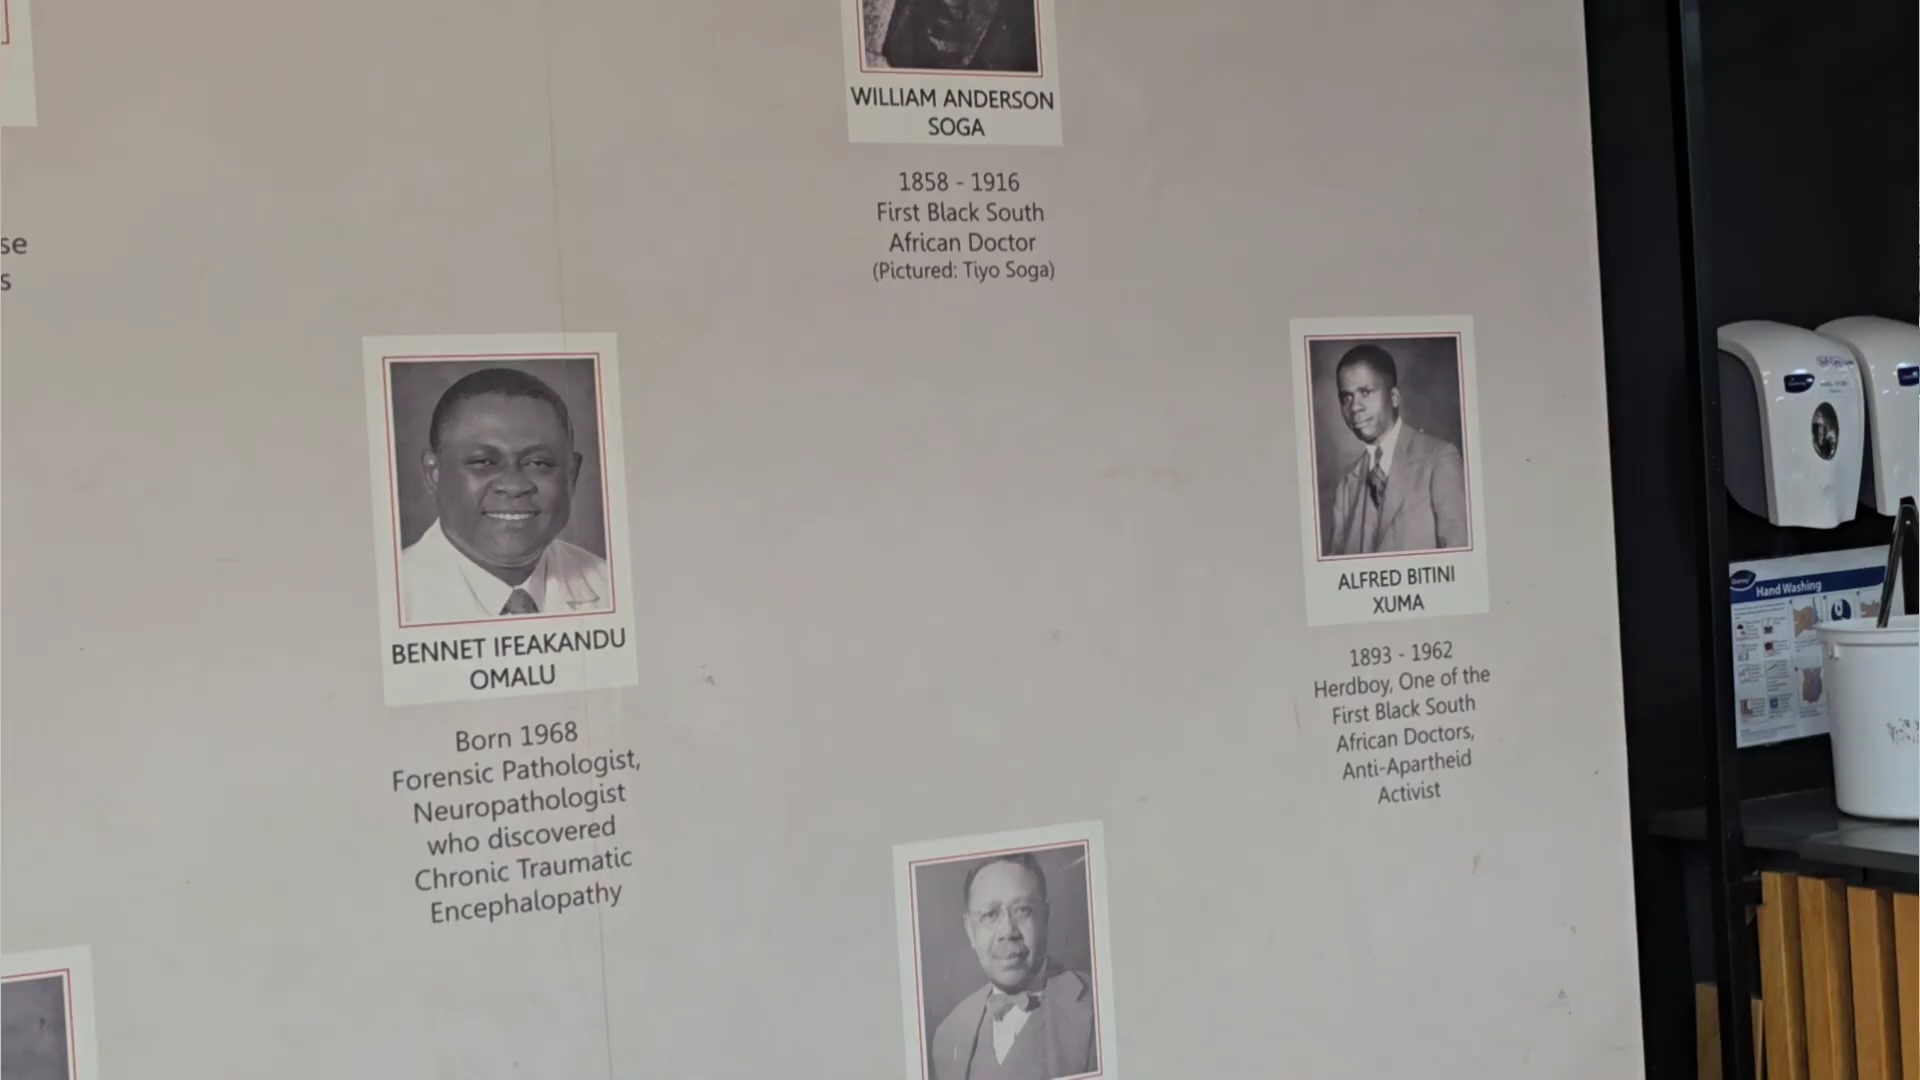 se
s
WILLIAM ANDERSON
SOGA
1858 - 1916
First Black South
African Doctor
(Pictured: Tiyo Soga)
BENNET IFEAKANDU
OMALU
Born 1968
Forensic Pathologist,
Neuropathologist
who discovered
Chronic Traumatic
Encephalopathy
ALFRED BITINI
XUMA
1893 - 1962
Herdboy, One of the
First Black South
African Doctors,
Anti-Apartheid
Activist
Hand Washing